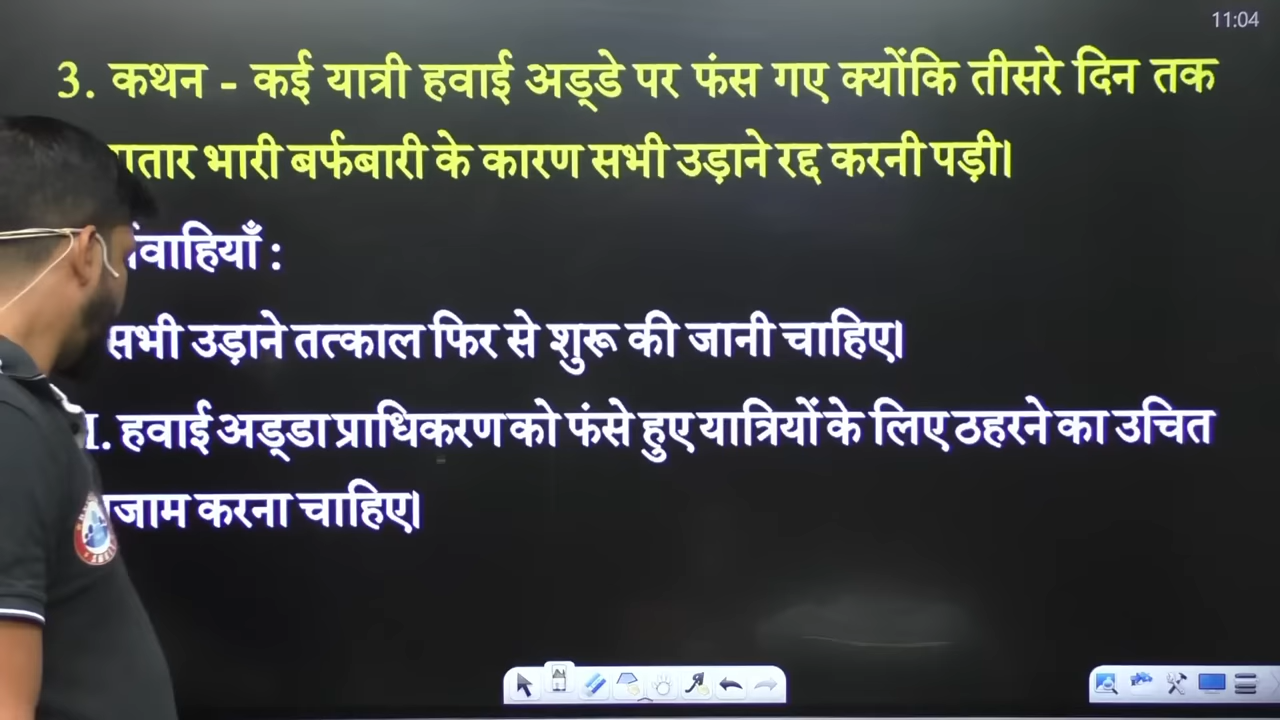 11:04
3. कथन - कई यात्री हवाई अड्डे पर फंस गए क्योंकि तीसरे दिन तक
भारी बर्फबारी के कारण सभी उड़ाने रद्द करनी पड़ी।
:
सभी उड़ाने तत्काल फिर से शुरू की जानी चाहिए।
हवाई अड्डा प्राधिकरण को फंसे हुए यात्रियों के लिए ठहरने का उचित
करना चाहिए।